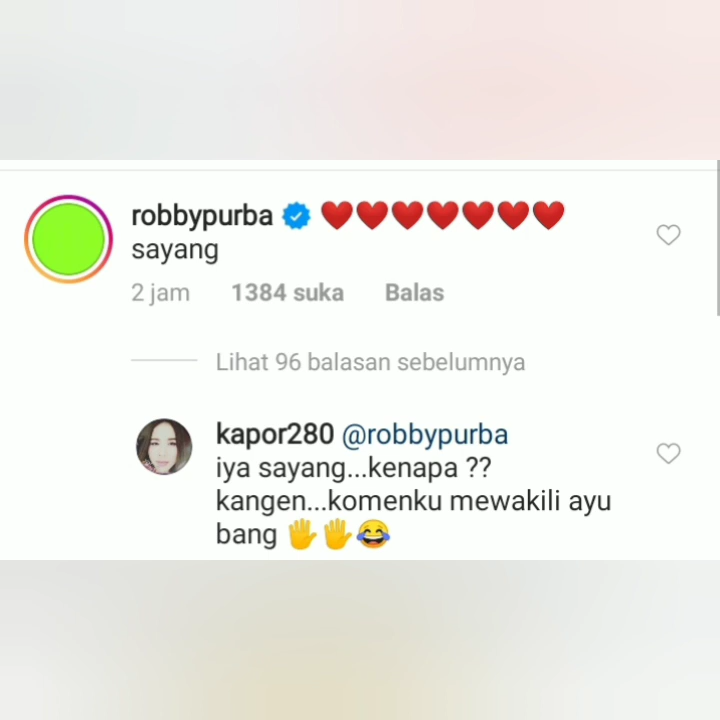 robbypurba ❤️❤️❤️❤️❤️❤️❤️
sayang
2 jam 1384 suka Balas
Lihat 96 balasan sebelumnya
kapor280 @robbypurba
iya sayang...kenapa ??
kangen...komenku mewakili ayu
bang 🖐️🖐️😂